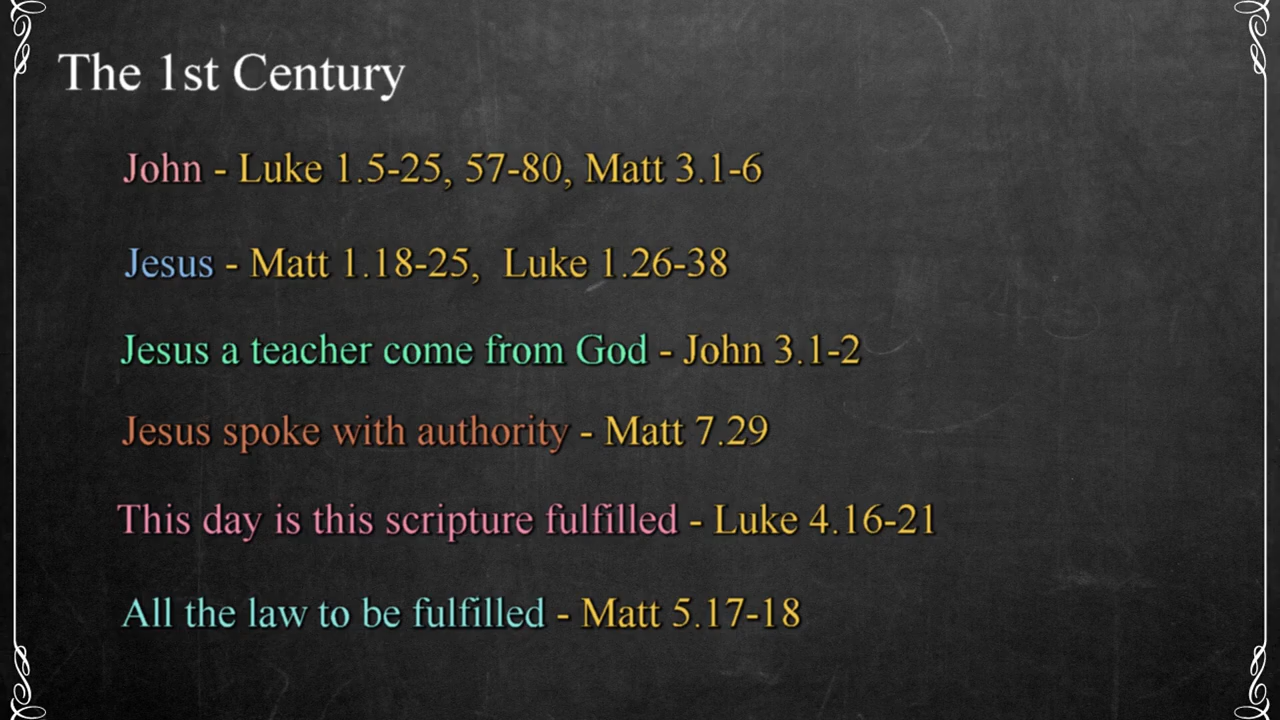 The 1st Century
John - Luke 1.5-25, 57-80, Matt 3.1-6
Jesus - Matt 1.18-25,  Luke 1.26-38
Jesus a teacher come from God - John 3.1-2
Jesus spoke with authority - Matt 7.29
This day is this scripture fulfilled - Luke 4.16-21
All the law to be fulfilled - Matt 5.17-18